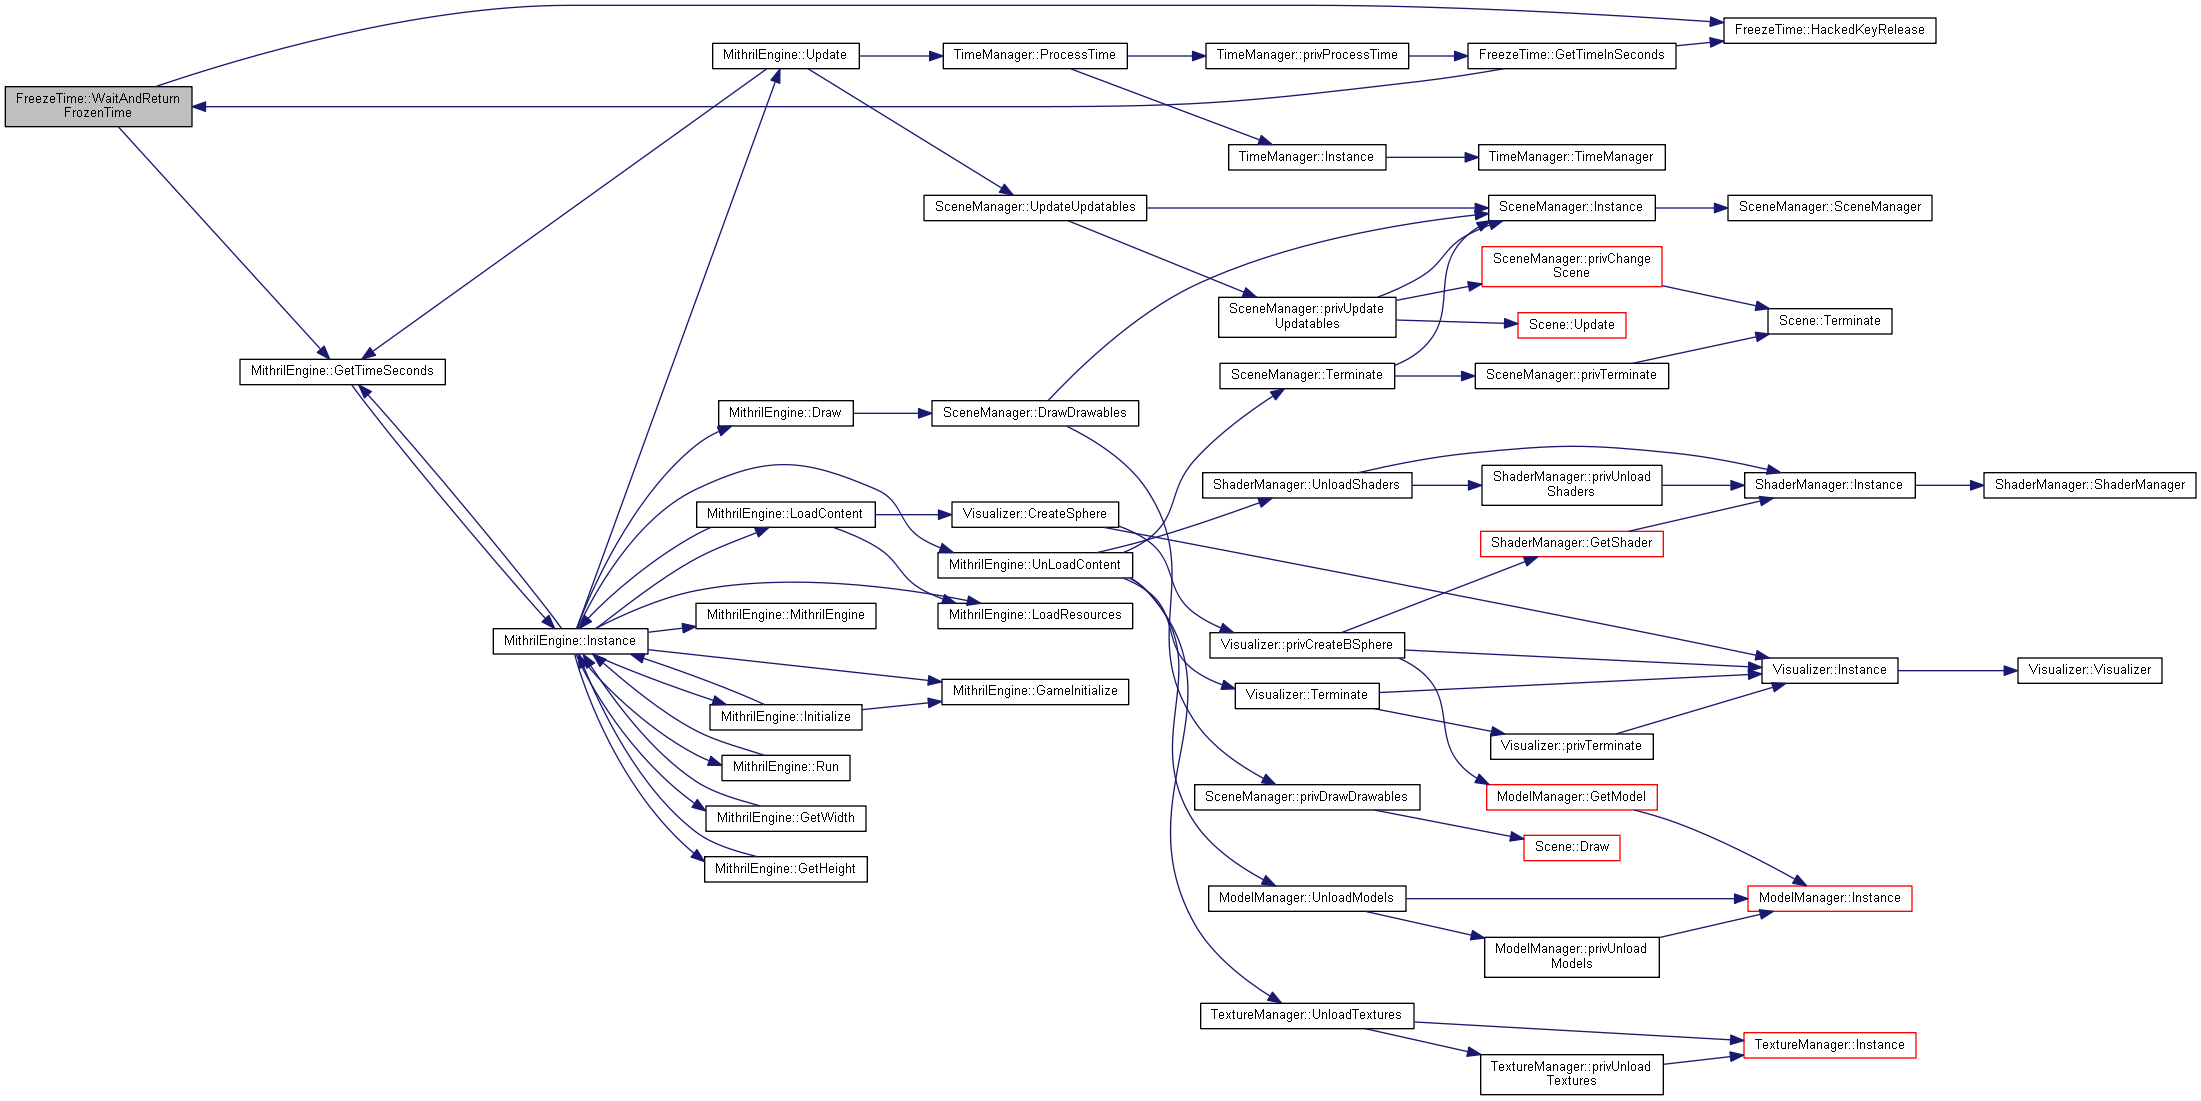 FreezeTime::HackedKeyRelease
MithrilEngine::Update
TimeManager::ProcessTime
TimeManager::privProcessTime
FreezeTime::GetTimeInSeconds
FreezeTime::WaitAndReturn
FrozenTime
TimeManager::Instance
TimeManager::TimeManager
SceneManager::UpdateUpdatables
SceneManager::Instance
SceneManager::SceneManager
SceneManager::privChange
Scene
SceneManager::privUpdate
Updatables
Scene::Update
Scene::Terminate
MithrilEngine::GetTimeSeconds
SceneManager::Terminate
SceneManager::privTerminate
MithrilEngine::Draw
SceneManager::DrawDrawables
ShaderManager::UnloadShaders
ShaderManager::privUnload
Shaders
ShaderManager::Instance
ShaderManager::ShaderManager
MithrilEngine::LoadContent
Visualizer::CreateSphere
ShaderManager::GetShader
MithrilEngine::UnLoadContent
MithrilEngine::MithrilEngine
MithrilEngine::LoadResources
MithrilEngine::Instance
Visualizer::privCreateBSphere
Visualizer::Instance
Visualizer::Visualizer
MithrilEngine::GameInitialize
Visualizer::Terminate
MithrilEngine::Initialize
Visualizer::privTerminate
MithrilEngine::Run
SceneManager::privDrawDrawables
ModelManager::GetModel
MithrilEngine::GetWidth
Scene::Draw
MithrilEngine::GetHeight
ModelManager::UnloadModels
ModelManager::Instance
ModelManager::privUnload
Models
TextureManager::UnloadTextures
TextureManager::Instance
TextureManager::privUnload
Textures